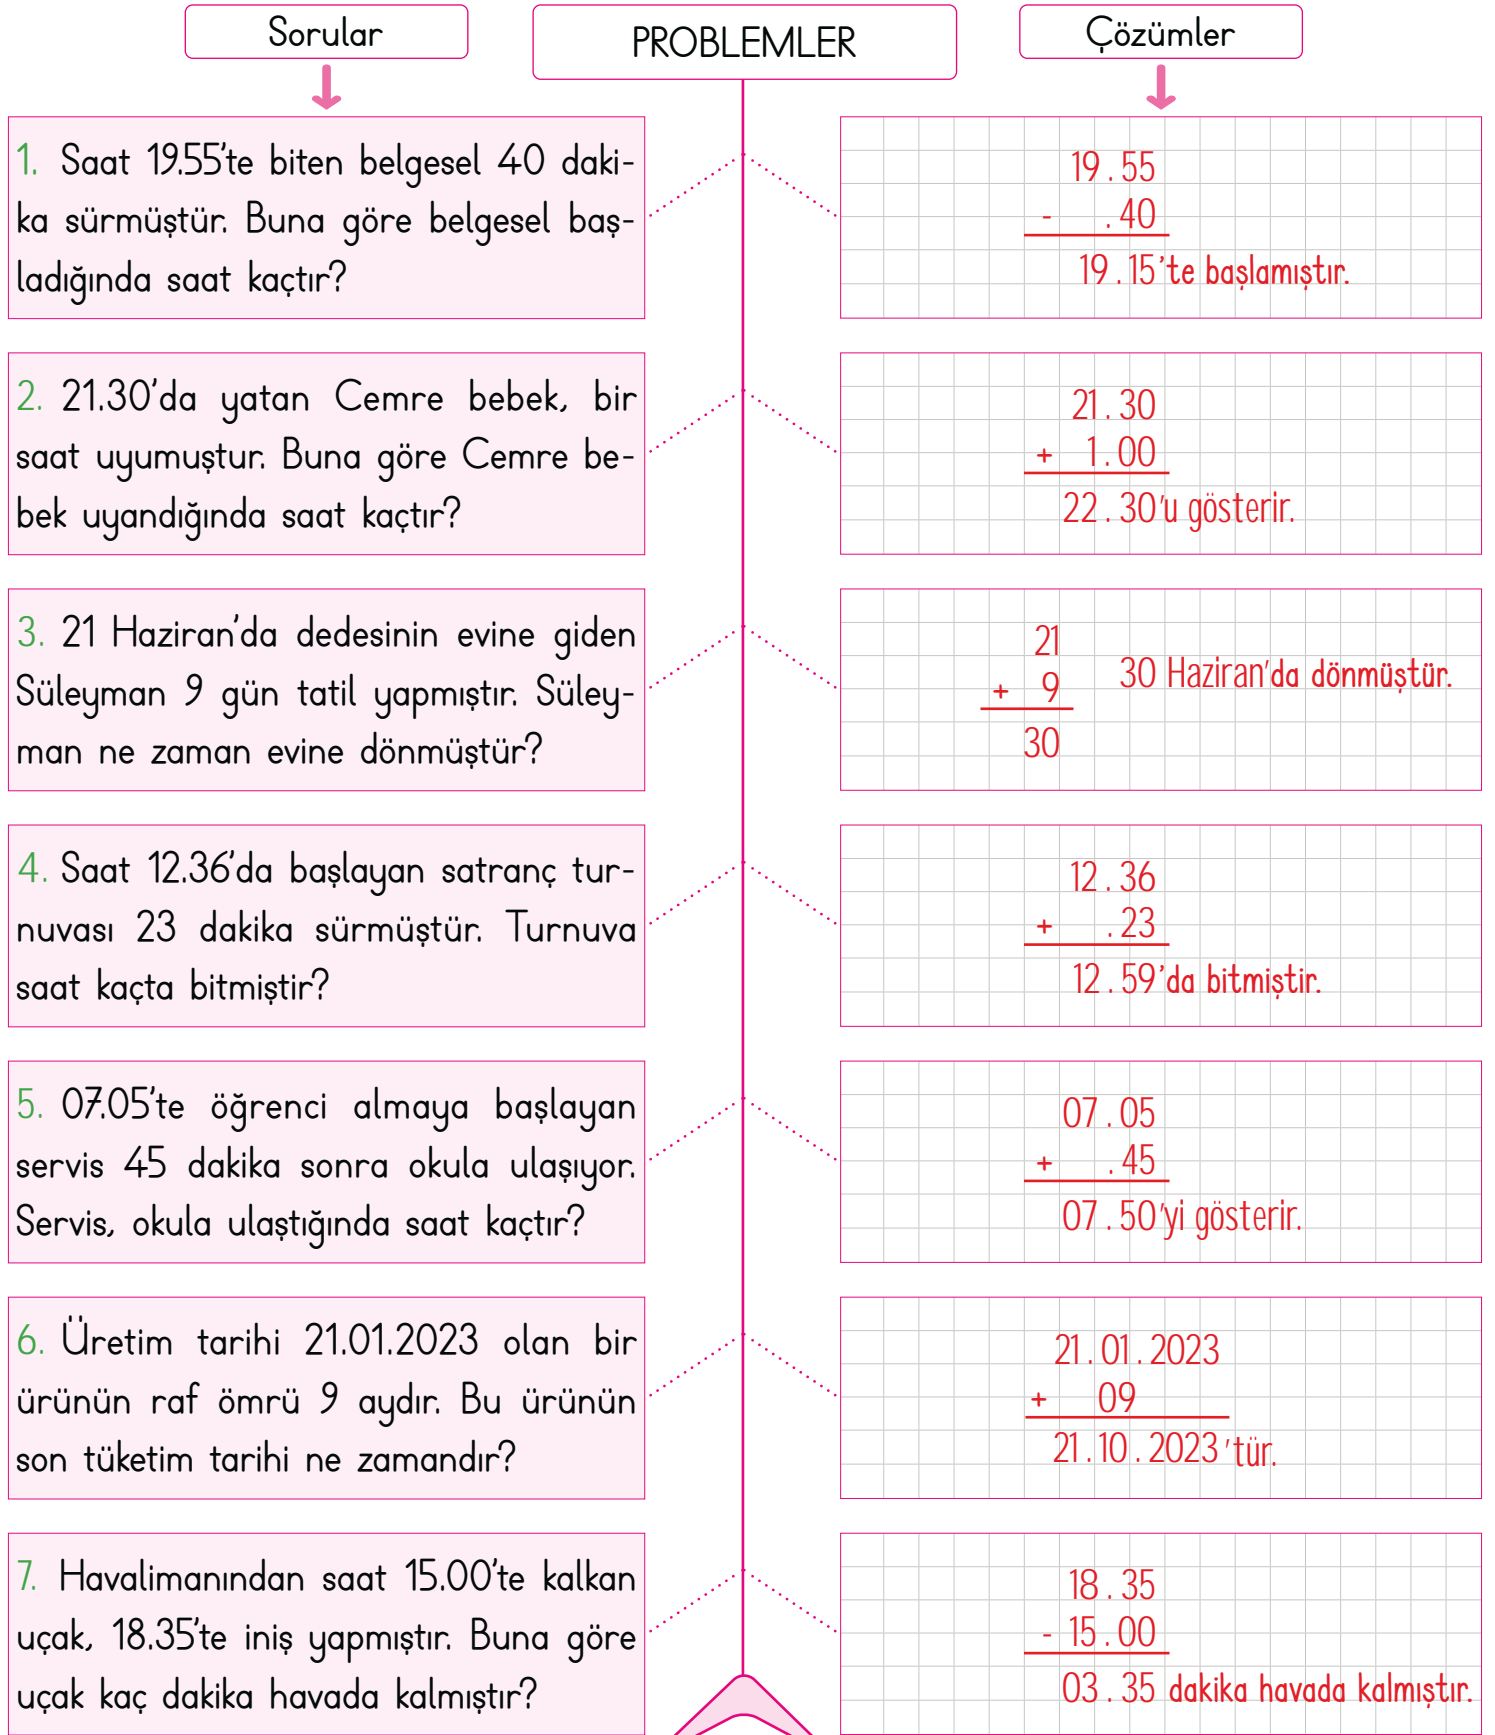 Sorular
PROBLEMLER
Çözümler
1. Saat 19.55'te biten belgesel 40 daki-
ka sürmüştür. Buna göre belgesel baş-
ladığında saat kaçtır?
19.55
- .40
19.15'te başlamıştır.
2. 21.30'da yatan Cemre bebek, bir
saat uyumuştur. Buna göre Cemre be-
bek uyandığında saat kaçtır?
21.30
+ 1.00
22.30'u gösterir.
3. 21 Haziran'da dedesinin evine giden
Süleyman 9 gün tatil yapmıştır. Süley-
man ne zaman evine dönmüştür?
21
+ 9
30
30 Haziran'da dönmüştür.
4. Saat 12.36'da başlayan satranç tur-
nuvası 23 dakika sürmüştür. Turnuva
saat kaçta bitmiştir?
12.36
+ .23
12.59'da bitmiştir.
5. 07.05'te öğrenci almaya başlayan
servis 45 dakika sonra okula ulaşıyor.
Servis, okula ulaştığında saat kaçtır?
07.05
+ .45
07.50'yi gösterir.
6. Üretim tarihi 21.01.2023 olan bir
ürünün raf ömrü 9 aydır. Bu ürünün
son tüketim tarihi ne zamandır?
21.01.2023
+ 09
21.10.2023'tür.
7. Havalimanından saat 15.00'te kalkan
uçak, 18.35'te iniş yapmıştır. Buna göre
uçak kaç dakika havada kalmıştır?
18.35
- 15.00
03.35 dakika havada kalmıştır.